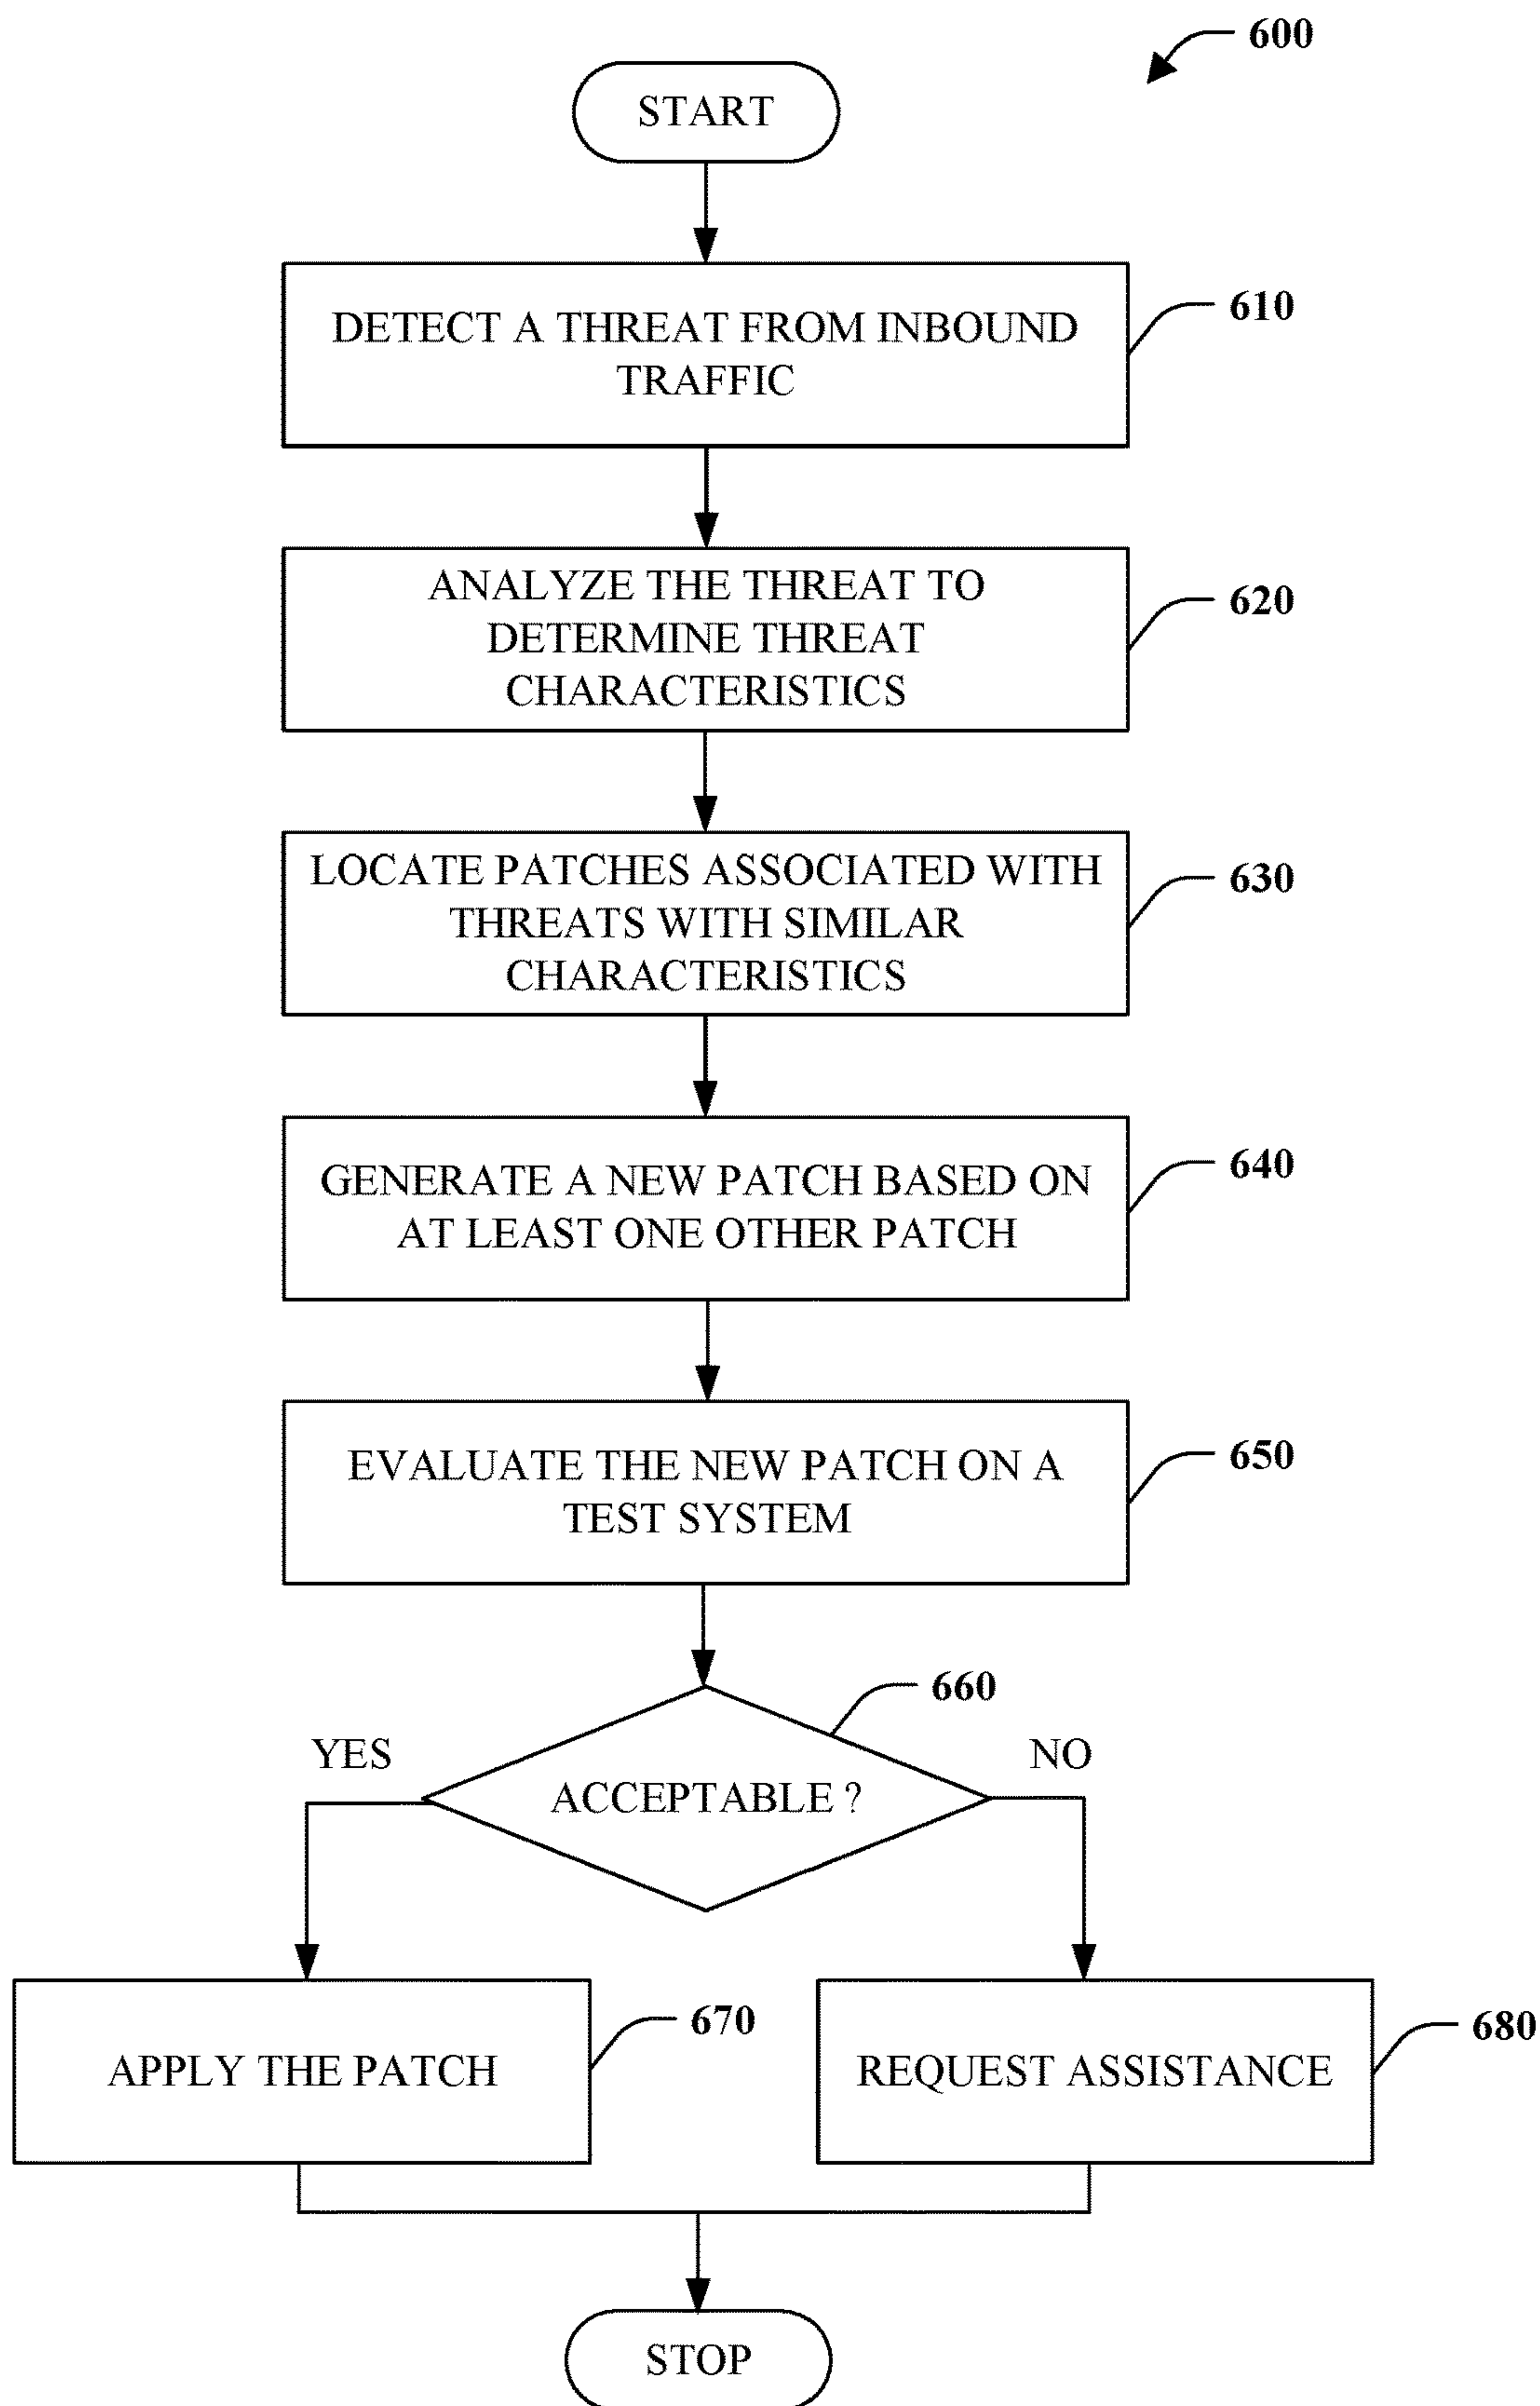 600
START
DETECT A THREAT FROM INBOUND
TRAFFIC
610
ANALYZE THE THREAT TO
DETERMINE THREAT
CHARACTERISTICS
620
LOCATE PATCHES ASSOCIATED WITH
THREATS WITH SIMILAR
CHARACTERISTICS
630
GENERATE A NEW PATCH BASED ON
AT LEAST ONE OTHER PATCH
640
EVALUATE THE NEW PATCH ON A
TEST SYSTEM
650
660
YES
NO
ACCEPTABLE ?
APPLY THE PATCH
670
REQUEST ASSISTANCE
680
STOP